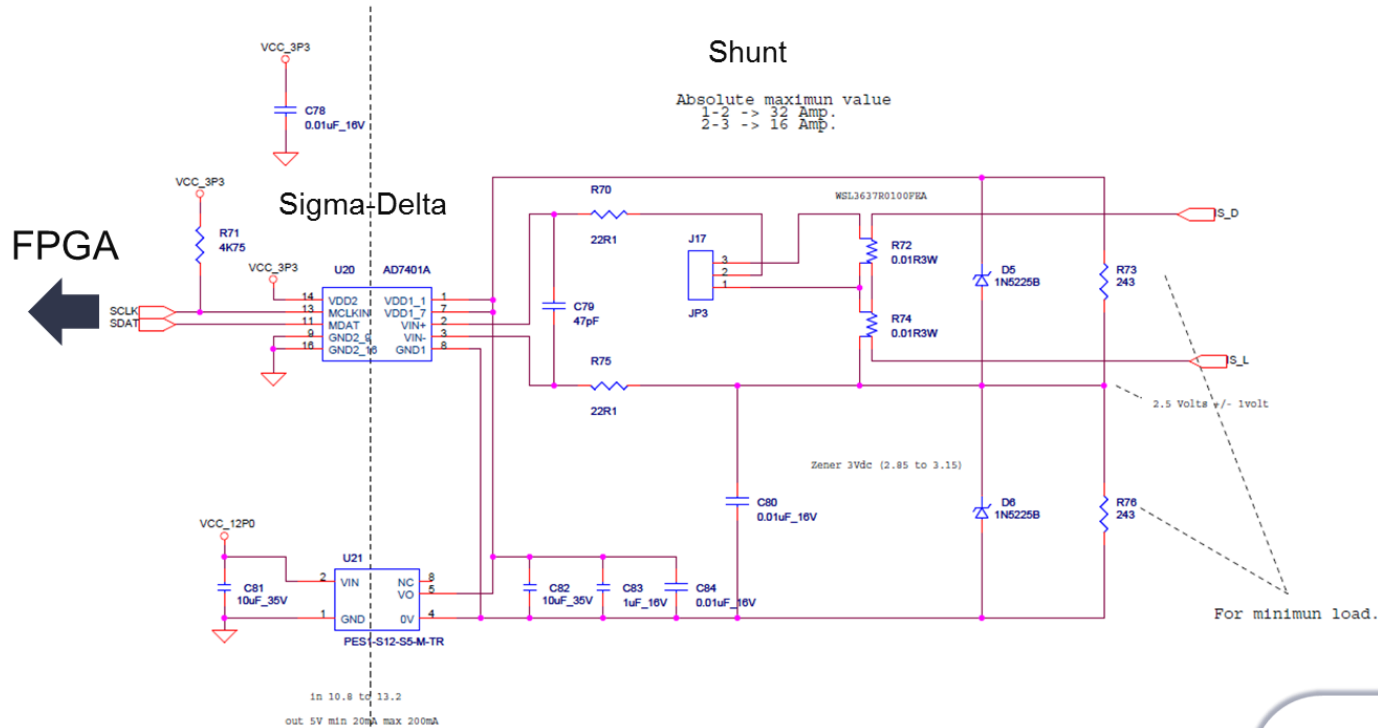 Shunt
Absolute maximun value
1-2 -> 32 Amp.
2-3 -> 16 Amp.
VCC_3P3
C78
0.01uF_16V
VCC_3P3
Sigma-Delta
R71
4K75
FPGA
VCC_3P3
U20 AD7401A
SCLK
SDAT
14 VDD2 VDD1_1 1
13 MCLKIN VDD1_7 7
11 MDAT VIN+ 2
9 GND2_9 VIN- 3
16 GND2_16 GND1 8
R70
22R1
C79
47pF
R75
22R1
J17
3
2
1
JP3
WSL3637R0100FEA
R72
0.01R3W
R74
0.01R3W
IS_D
IS_L
D5
1N5225B
R73
243
2.5 Volts +/- 1volt
Zener 3Vdc (2.85 to 3.15)
C80
0.01uF_16V
D6
1N5225B
R76
243
For minimun load.
VCC_12P0
C81
10uF_35V
U21
2 VIN NC 8
VO 5
1 GND 0V 4
PES1-S12-S5-M-TR
C82
10uF_35V
C83
1uF_16V
C84
0.01uF_16V
in 10.8 to 13.2
out 5V min 20mA max 200mA